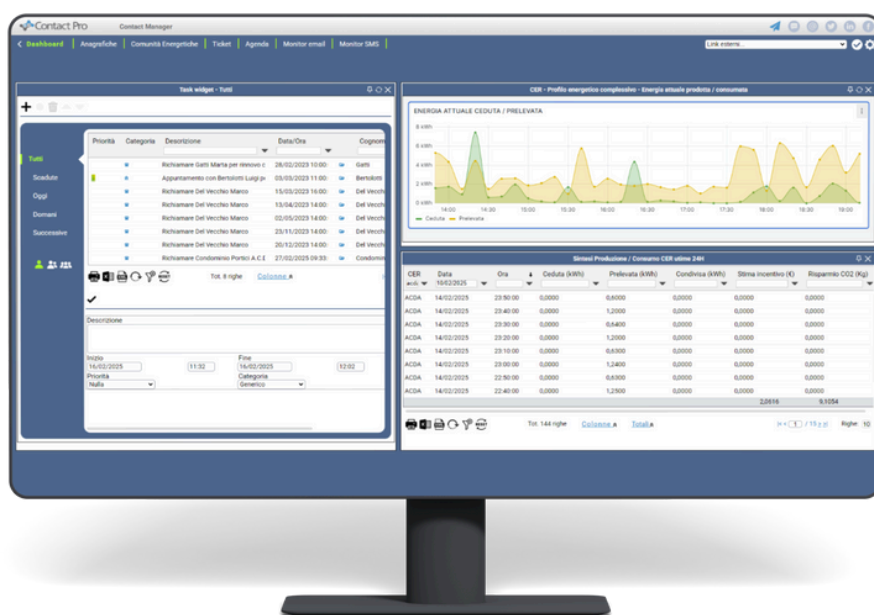 Contact Pro Contact Manager
Dashboard Anagrafiche Comunità Energetiche Ticket Agenda Monitor email Monitor SMS Link esterni...
Task widget - Tutti
Tutti
Scadute
Oggi
Domani
Successive
Priorità Categoria Descrizione Data/Ora Cognome
Richiamare Gatti Marta per rinnovo c 28/02/2023 10:00: Gatti
Appuntamento con Bertolotti Luigi p 03/03/2023 11:00: Bertolotti
Richiamare Del Vecchio Marco 15/03/2023 16:00: Del Vecch
Richiamare Del Vecchio Marco 13/04/2023 14:00: Del Vecch
Richiamare Del Vecchio Marco 02/05/2023 14:00: Del Vecch
Richiamare Del Vecchio Marco 23/11/2023 14:00: Del Vecch
Richiamare Del Vecchio Marco 20/12/2023 14:00: Del Vecch
Richiamare Condominio Portici A.C.E 27/02/2025 09:33: Condomin
Tot. 8 righe Colonne
Descrizione
Inizio Fine
16/02/2025 11:32 16/02/2025 12:02
Priorità Categoria
Nulla Generico
CER - Profilo energetico complessivo - Energia attuale prodotta / consumata
ENERGIA ATTUALE CEDUTA / PRELEVATA
8 kWh
6 kWh
4 kWh
2 kWh
0 kWh
14:00 14:30 15:00 15:30 16:00 16:30 17:00 17:30 18:00 18:30 19:00
Ceduta Prelevata
Sintesi Produzione / Consumo CER ultime 24H
CER Data Ora Ceduta (kWh) Prelevata (kWh) Condivisa (kWh) Stima incentivo (€) Risparmio CO2 (Kg)
10/02/2025
ACDA 14/02/2025 23:50:00 0,0000 0,6000 0,0000 0,0000 0,0000
ACDA 14/02/2025 23:40:00 0,0000 1,2000 0,0000 0,0000 0,0000
ACDA 14/02/2025 23:30:00 0,0000 0,6400 0,0000 0,0000 0,0000
ACDA 14/02/2025 23:20:00 0,0000 1,2000 0,0000 0,0000 0,0000
ACDA 14/02/2025 23:10:00 0,0000 0,6300 0,0000 0,0000 0,0000
ACDA 14/02/2025 23:00:00 0,0000 1,2400 0,0000 0,0000 0,0000
ACDA 14/02/2025 22:50:00 0,0000 0,6300 0,0000 0,0000 0,0000
ACDA 14/02/2025 22:40:00 0,0000 1,2500 0,0000 0,0000 0,0000
2,0616 9,1054
RESET Tot. 144 righe Colonne Totali 1 / 15 Righe 10